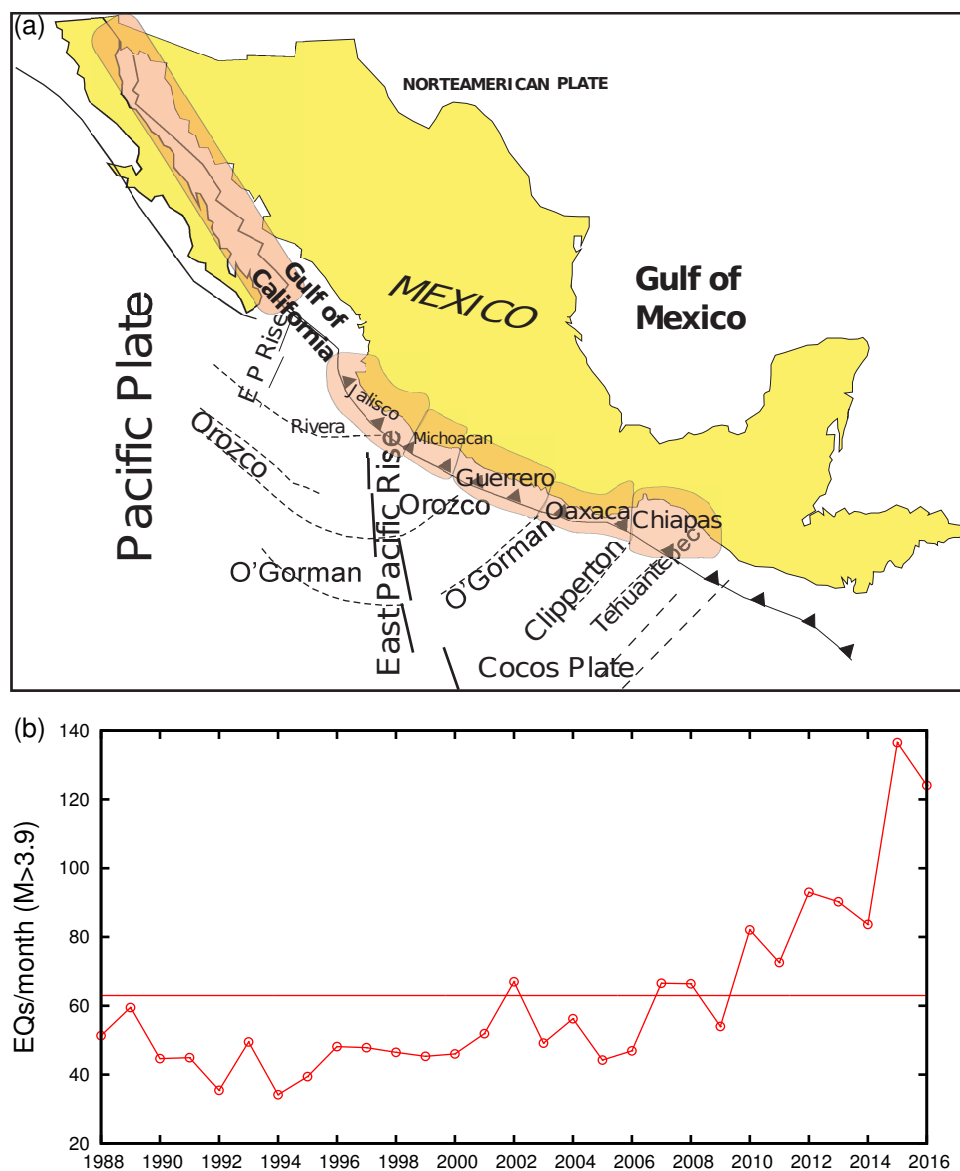 (a)
NORTEAMERICAN PLATE
MEXICO
Gulf of
Mexico
Gulf of
California
Pacific Plate
E P Rise
Jalisco
Rivera
Michoacan
Orozco
Guerrero
Orozco
Oaxaca
Chiapas
East Pacific Rise
O'Gorman
O'Gorman
Clipperton
Tehuantepec
Cocos Plate
(b)
EQs/month (M>3.9)
140
120
100
80
60
40
20
1988 1990 1992 1994 1996 1998 2000 2002 2004 2006 2008 2010 2012 2014 2016